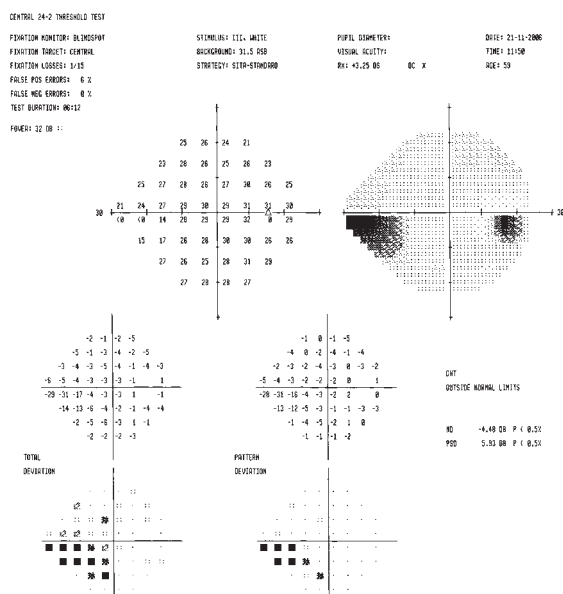 CENTRAL 24-2 THRESHOLD TEST
FIXATION MONITOR: BLINDSPOT STIMULUS: III, WHITE PUPIL DIAMETER: DATE: 21-11-2006
FIXATION TARGET: CENTRAL BACKGROUND: 31.5 ASB VISUAL ACUITY: TIME: 11:50
FIXATION LOSSES: 1/15 STRATEGY: SITA-STANDARD RX: +3.25 DS DC X AGE: 59
FALSE POS ERRORS: 6 %
FALSE NEG ERRORS: 0 %
TEST DURATION: 06:12
FOVEA: 32 DB ::
25 26 24 21
23 28 26 25 26 23
25 27 28 26 27 30 26 25
21 24 27 29 30 29 31 31 30
30 30
<0 0 14 28 29 29 32 0 29
15 17 26 28 30 30 26 26
27 26 25 28 31 29
27 28 28 27
-2 -1 -2 -5 -1 0 -1 -5
-5 -1 -3 -4 -2 -5 -4 0 -2 -4 -1 -4
-3 -4 -3 -5 -4 -1 -4 -3 -2 -3 -2 -4 -3 0 -3 -2
-6 -5 -4 -3 -3 -1 1 -5 -4 -3 -2 -2 0 1
-29 -31 -17 -4 -3 -3 1 -1 -28 -31 -16 -4 -3 -2 2 0
-14 -13 -6 -4 -2 -1 -4 -4 -13 -12 -5 -3 -1 -1 -3 -3
-2 -5 -6 -3 1 -1 -1 -4 -5 -2 1 0
-2 -2 -2 -3 -1 -1 -1 -2
GHT
OUTSIDE NORMAL LIMITS
MD -4.48 DB P < 0.5%
PSD 5.93 DB P < 0.5%
TOTAL
DEVIATION
PATTERN
DEVIATION